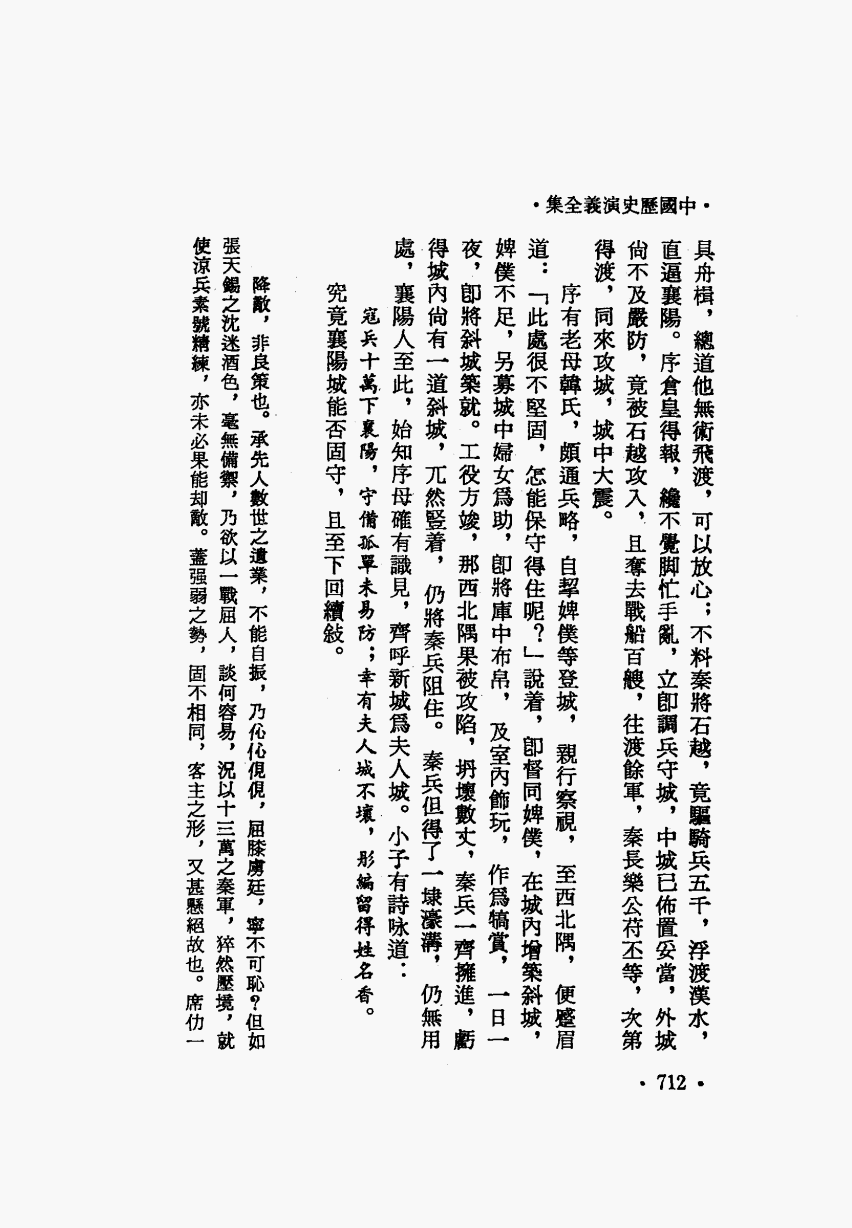 ·中國歷史演義全集·
具舟楫，總道他無術飛渡，可以放心；不料秦將石越，竟驅騎兵五千，浮渡漢水，
直逼襄陽。序倉皇得報，纔不覺脚忙手亂，立卽調兵守城，中城已佈置妥當，外城
尙不及嚴防，竟被石越攻入，且奪去戰船百艘，往渡餘軍，秦長樂公苻丕等，次第
得渡，同來攻城，城中大震。
序有老母韓氏，頗通兵略，自挈婢僕等登城，親行察視，至西北隅，便蹙眉
道：「此處很不堅固，怎能保守得住呢？」說着，卽督同婢僕，在城內增築斜城，
婢僕不足，另募城中婦女爲助，卽將庫中布帛，及室內飾玩，作爲犒賞，一日一
夜，卽將斜城築就。工役方竣，那西北隅果被攻陷，坍壞數丈，秦兵一齊擁進，虧
得城內尙有一道斜城，兀然豎着，仍將秦兵阻住。秦兵但得了一埭濠溝，仍無用
處，襄陽人至此，始知序母確有識見，齊呼新城爲夫人城。小子有詩咏道：
寇兵十萬下襄陽，守備孤單未易防；幸有夫人城不壞，彤編留得姓名香。
究竟襄陽城能否固守，且至下回續敍。
降敵，非良策也。承先人數世之遺業，不能自振，乃伈伈俔俔，屈膝虜廷，寧不可恥？但如
張天錫之沈迷酒色，毫無備禦，乃欲以一戰屈人，談何容易，況以十三萬之秦軍，猝然壓境，就
使涼兵素號精練，亦未必果能却敵。蓋强弱之勢，固不相同，客主之形，又甚懸絕故也。席仂一
·712·